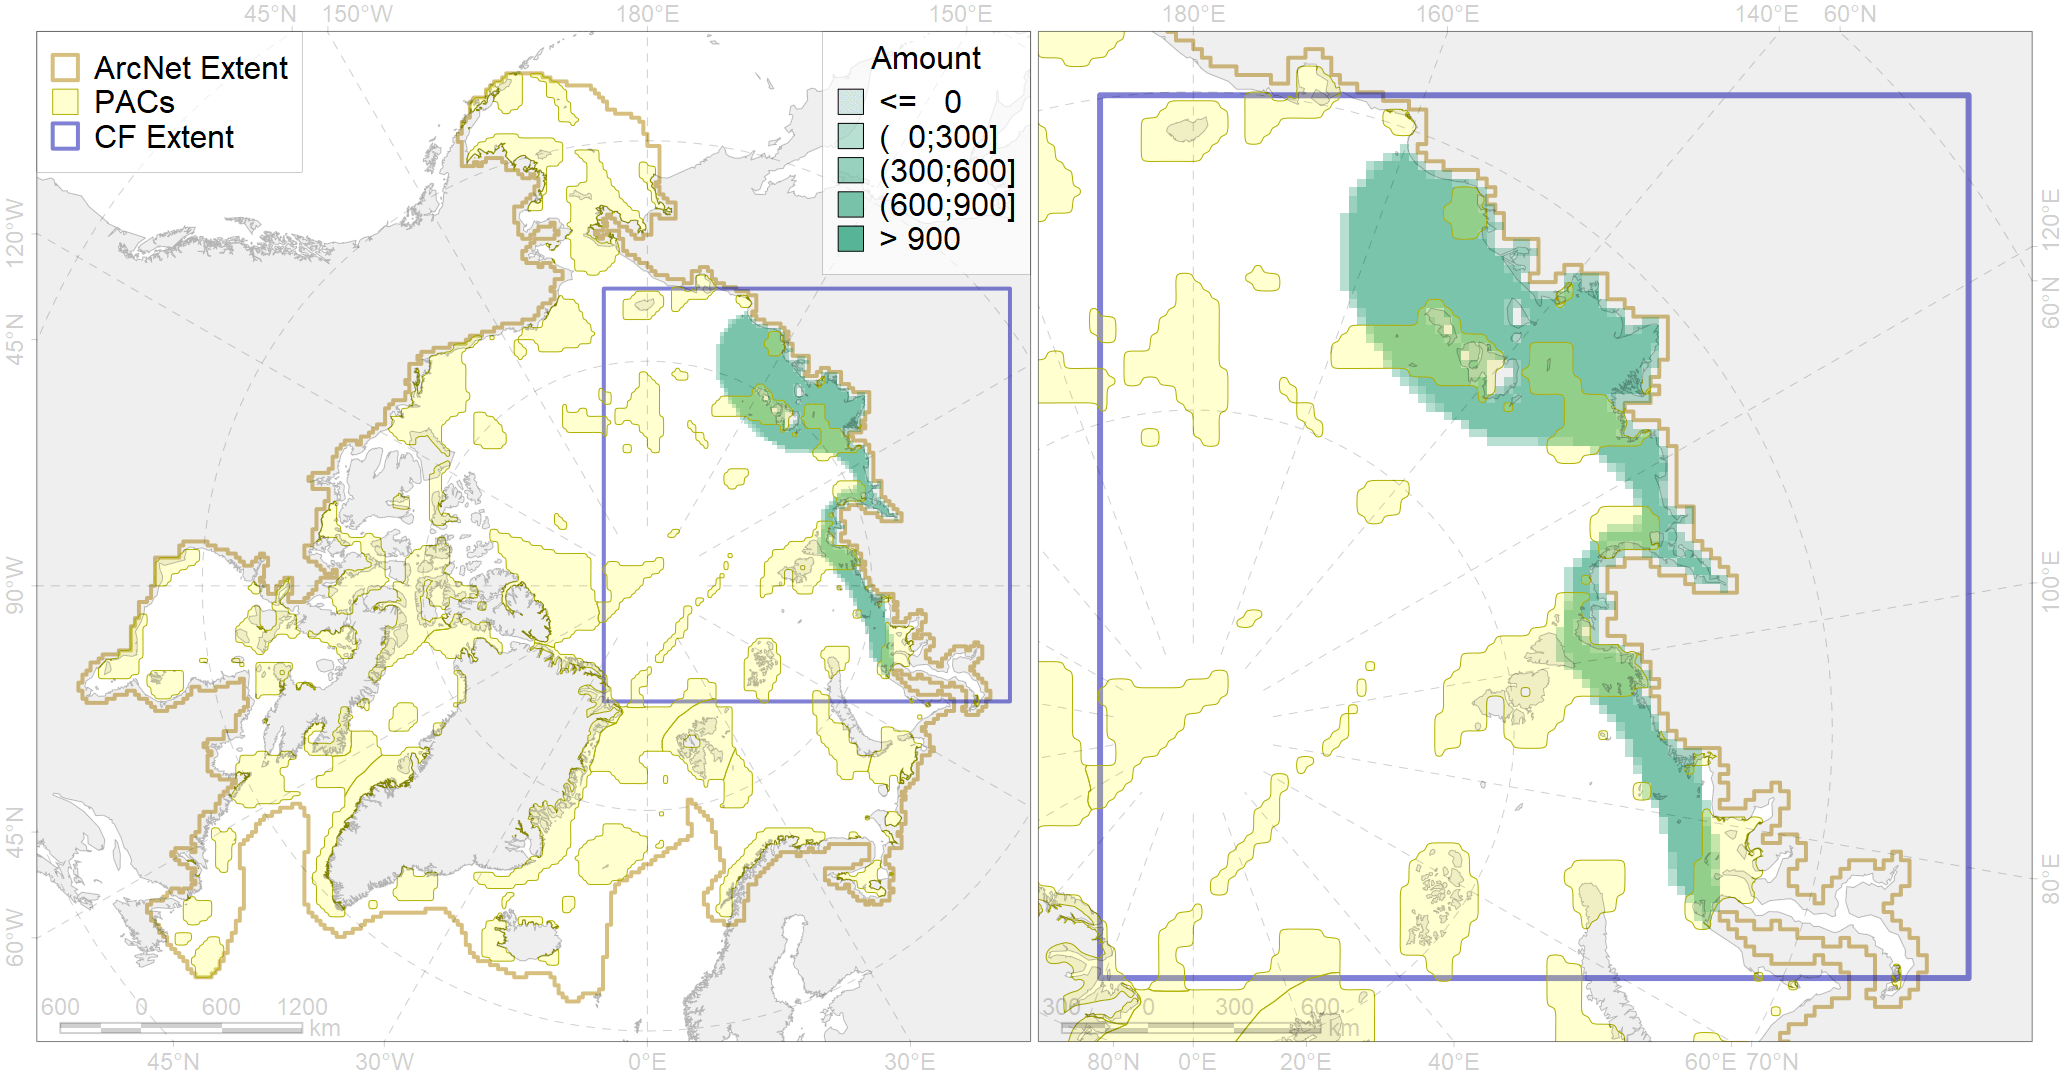 45°N 150°W 180°E 150°E 180°E 160°E 140°E 60°N
ArcNet Extent
PACs
CF Extent
Amount
<= 0
( 0;300]
(300;600]
(600;900]
> 900
120°W
45°N
90°W
45°N
60°W
120°E
60°N
100°E
80°E
600 0 600 1200
km
300 0 300 600
km
45°N 30°W 0°E 30°E 80°N 0°E 20°E 40°E 60°E 70°N